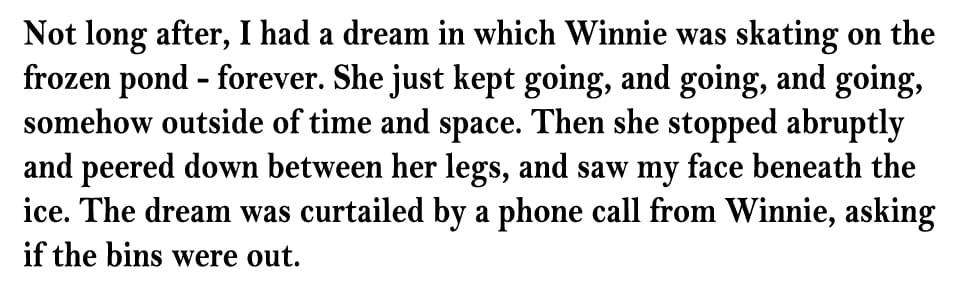 Not long after, I had a dream in which Winnie was skating on the
frozen pond - forever. She just kept going, and going, and going,
somehow outside of time and space. Then she stopped abruptly
and peered down between her legs, and saw my face beneath the
ice. The dream was curtailed by a phone call from Winnie, asking
if the bins were out.